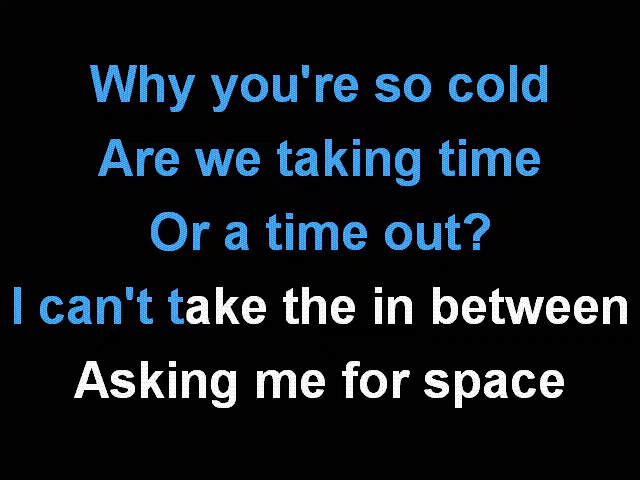 Why you're so cold
Are we taking time
Or a time out?
I can't take the in between
Asking me for space